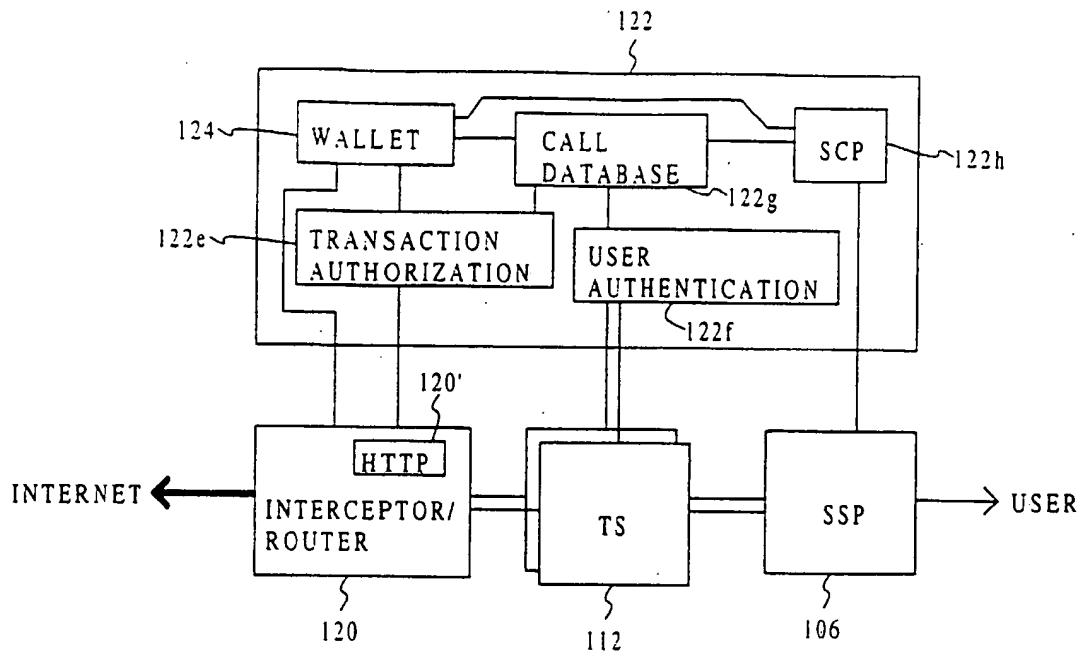 122
124
WALLET
CALL
DATABASE
SCP
122h
122g
122e
TRANSACTION
AUTHORIZATION
USER
AUTHENTICATION
122f
120'
HTTP
INTERNET
INTERCEPTOR/
ROUTER
TS
SSP
USER
120
112
106